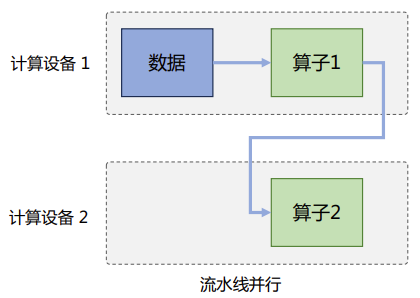 计算设备 1
数据
算子1
计算设备 2
算子2
流水线并行